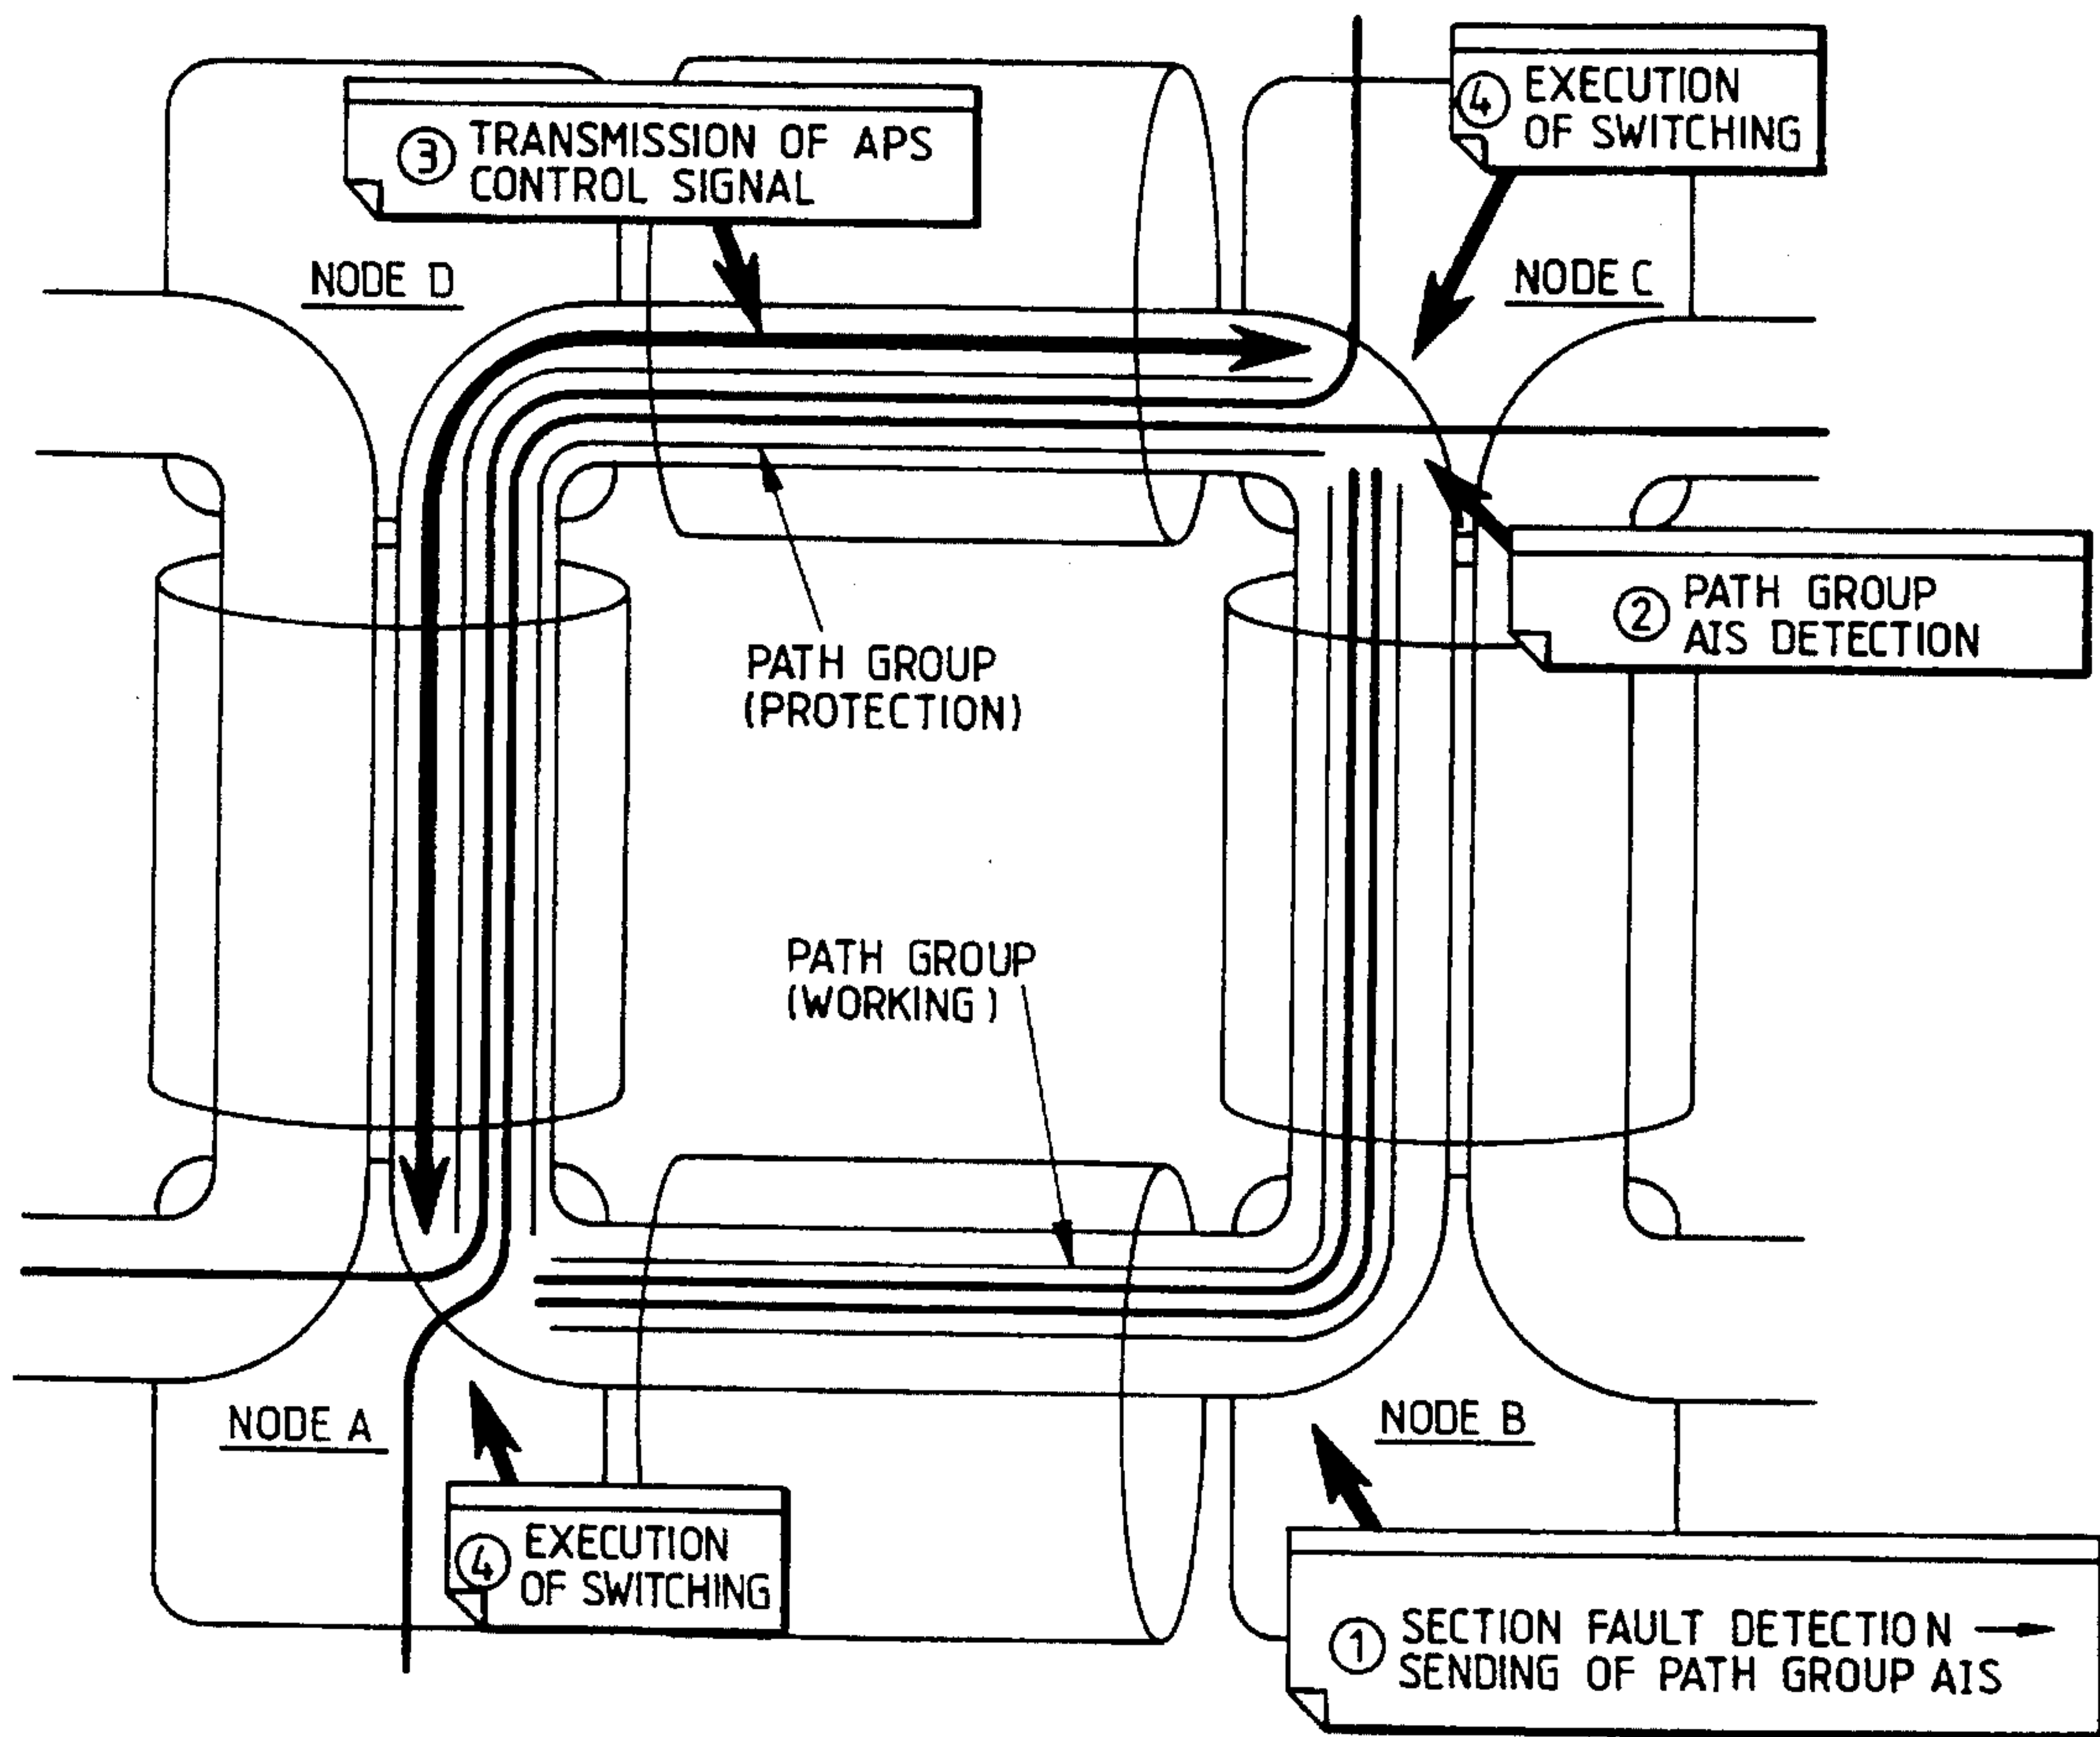 ④ EXECUTION
OF SWITCHING
③ TRANSMISSION OF APS
CONTROL SIGNAL
NODE D
NODE C
② PATH GROUP
AIS DETECTION
PATH GROUP
(PROTECTION)
PATH GROUP
(WORKING)
NODE A
NODE B
④ EXECUTION
OF SWITCHING
① SECTION FAULT DETECTION →
SENDING OF PATH GROUP AIS